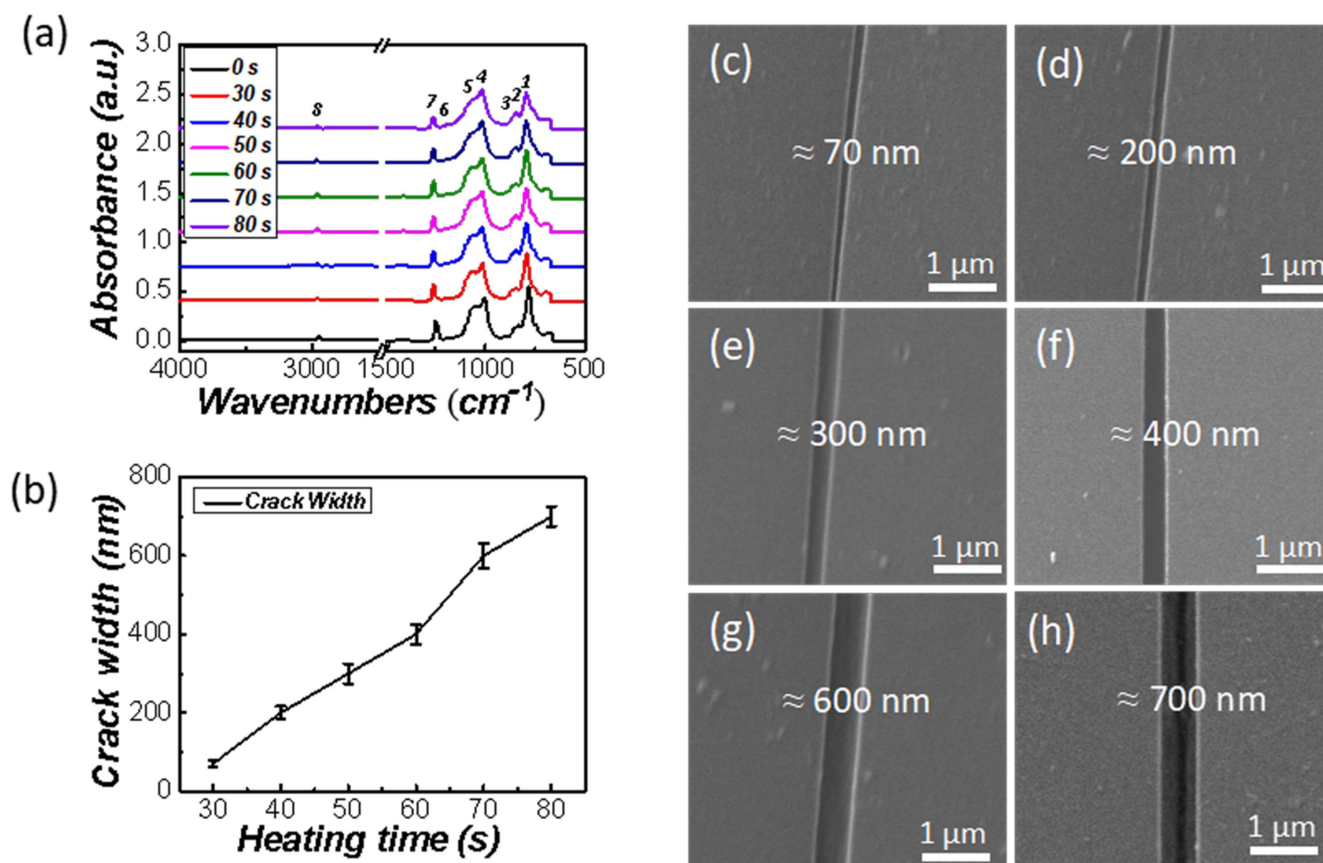 (a)
Absorbance (a.u.)
3.0
2.5
2.0
1.5
1.0
0.5
0.0
0 s
30 s
40 s
50 s
60 s
70 s
80 s
8
7
6
5
4
3
2
1
4000
3000
1500
1000
500
Wavenumbers (cm⁻¹)
(b)
Crack width (nm)
800
600
400
200
0
Crack Width
30
40
50
60
70
80
Heating time (s)
(c)
≈ 70 nm
1 µm
(d)
≈ 200 nm
1 µm
(e)
≈ 300 nm
1 µm
(f)
≈ 400 nm
1 µm
(g)
≈ 600 nm
1 µm
(h)
≈ 700 nm
1 µm